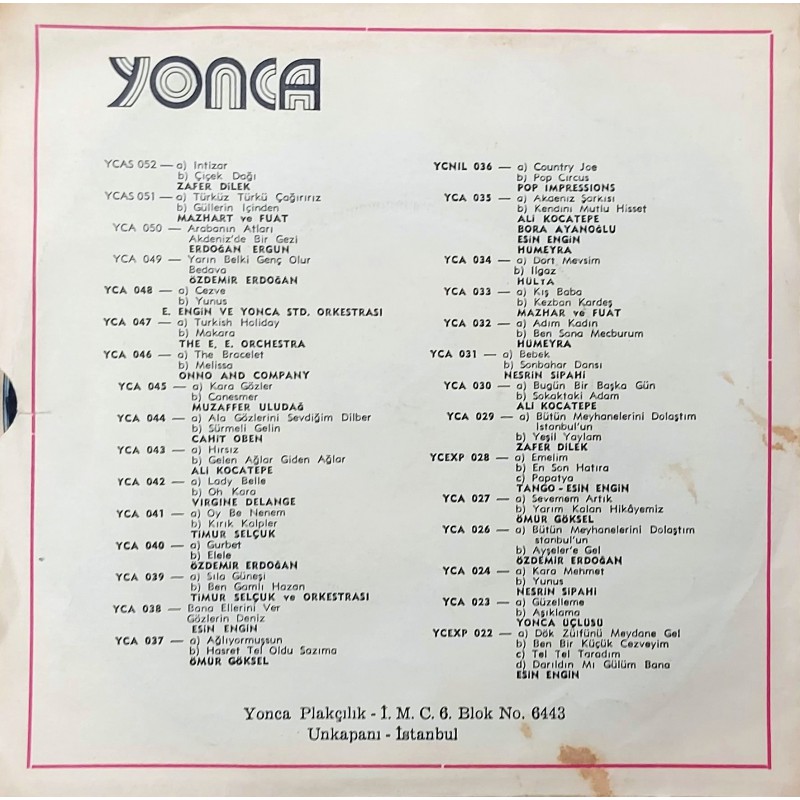 YONCA
YCAS 052 — a) Intizar
b) Çiçek Dağı
ZAFER DİLEK
YCAS 051 — a) Türküz Türkü Çağırırız
b) Güllerin İçinden
MAZHART ve FUAT
YCA 050 — Arabanın Atları
Akdeniz'de Bir Gezi
ERDOĞAN ERGUN
YCA 049 — Yarın Belki Genç Olur
Bedava
ÖZDEMİR ERDOĞAN
YCA 048 — a) Cezve
b) Yunus
E. ENGİN VE YONCA STD. ORKESTRASI
YCA 047 — a) Turkish Holiday
b) Makara
THE E. E. ORCHESTRA
YCA 046 — a) The Bracelet
b) Melissa
ONNO AND COMPANY
YCA 045 — a) Kara Gözler
b) Canesmer
MUZAFFER ULUDAĞ
YCA 044 — a) Ala Gözlerini Sevdiğim Dilber
b) Sürmeli Gelin
CAHİT OBEN
YCA 043 — a) Hırsız
b) Gelen Ağlar Giden Ağlar
ALİ KOCATEPE
YCA 042 — a) Lady Belle
b) Oh Kara
VIRGINE DELANGE
YCA 041 — a) Oy Be Nenem
b) Kırık Kalpler
TİMUR SELÇUK
YCA 040 — a) Gurbet
b) Elele
ÖZDEMİR ERDOĞAN
YCA 039 — a) Sıla Güneşi
b) Ben Gamlı Hazan
TİMUR SELÇUK ve ORKESTRASI
YCA 038 — Bana Ellerini Ver
Gözlerin Deniz
ESİN ENGİN
YCA 037 — a) Ağlıyormuşsun
b) Hasret Tel Oldu Sazıma
ÖMÜR GÖKSEL
YCNIL 036 — a) Country Joe
b) Pop Circus
POP IMPRESSIONS
YCA 035 — a) Akdeniz Şarkısı
b) Kendini Mutlu Hisset
ALİ KOCATEPE
BORA AYANOĞLU
ESİN ENGİN
HÜMEYRA
YCA 034 — a) Dört Mevsim
b) Ilgaz
HÜLYA
YCA 033 — a) Kış Baba
b) Kezban Kardeş
MAZHAR ve FUAT
YCA 032 — a) Adım Kadın
b) Ben Sana Mecburum
HÜMEYRA
YCA 031 — a) Bebek
b) Sonbahar Dansı
NESRİN SİPAHİ
YCA 030 — a) Bugün Bir Başka Gün
b) Sokaktaki Adam
ALİ KOCATEPE
YCA 029 — a) Bütün Meyhanelerini Dolaştım
İstanbul'un
b) Yeşil Yaylam
ZAFER DİLEK
YCEXP 028 — a) Emelim
b) En Son Hatıra
c) Papatya
TANGO - ESİN ENGİN
YCA 027 — a) Sevemem Artık
b) Yarım Kalan Hikâyemiz
ÖMÜR GÖKSEL
YCA 026 — a) Bütün Meyhanelerini Dolaştım
stanbul'un
b) Ayşeler'e Gel
ÖZDEMİR ERDOĞAN
YCA 024 — a) Kara Mehmet
b) Yunus
NESRİN SİPAHİ
YCA 023 — a) Güzelleme
b) Aşıklama
YONCA ÜÇLÜSÜ
YCEXP 022 — a) Dök Zülfünü Meydane Gel
b) Ben Bir Küçük Cezveyim
c) Tel Tel Taradım
d) Darıldın Mı Gülüm Bana
ESİN ENGİN
Yonca Plakçılık - İ. M. C. 6. Blok No. 6443
Unkapanı - İstanbul